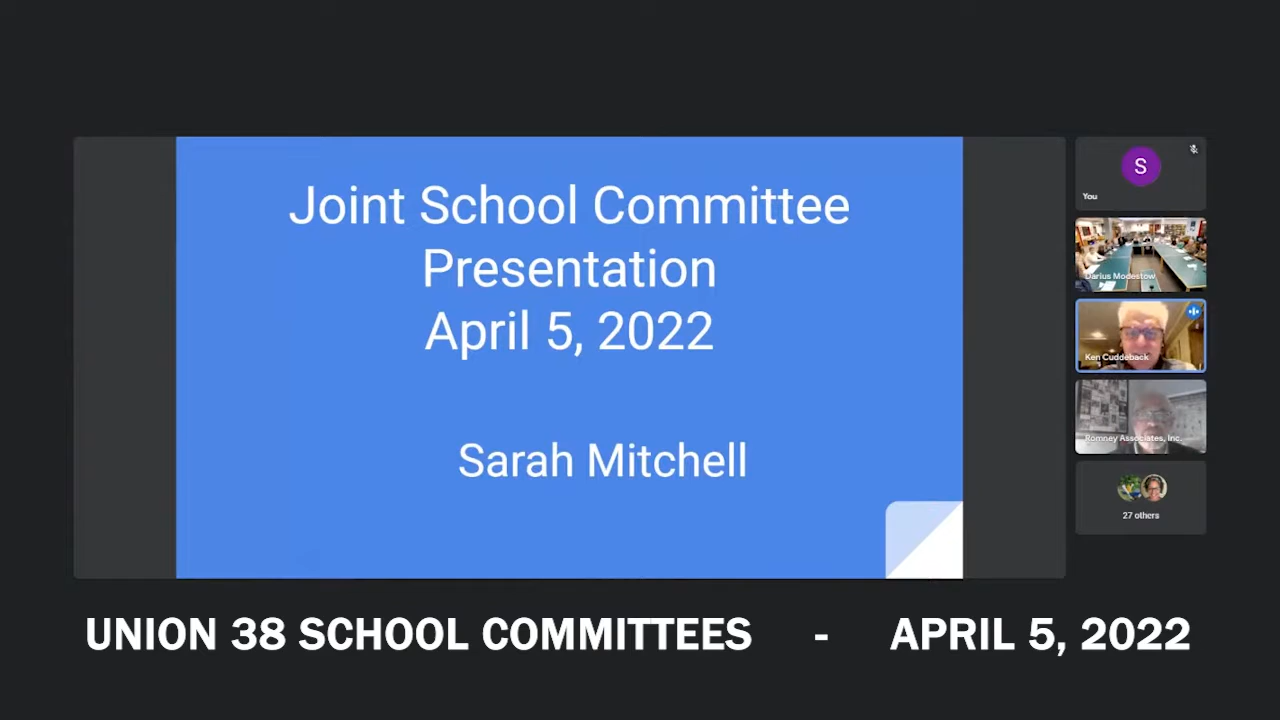 Joint School Committee
Presentation
April 5, 2022
Sarah Mitchell
S
You
Darius Modestow
Ken Cuddeback
Romney Associates, Inc.
27 others
UNION 38 SCHOOL COMMITTEES - APRIL 5, 2022